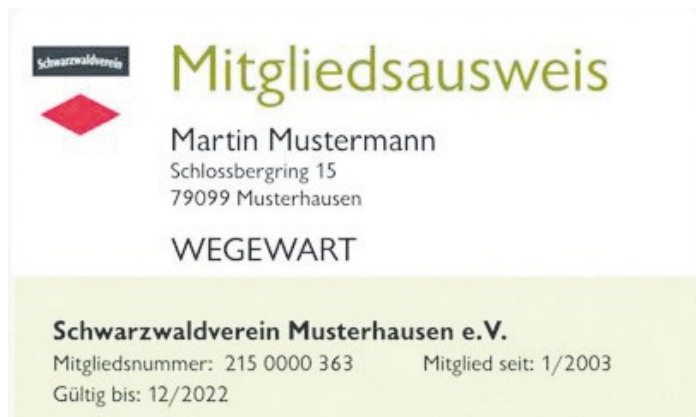 Schwarzwaldverein
Mitgliedsausweis
Martin Mustermann
Schlossbergring 15
79099 Musterhausen
WEGEWART
Schwarzwaldverein Musterhausen e.V.
Mitgliedsnummer: 215 0000 363 Mitglied seit: 1/2003
Gültig bis: 12/2022